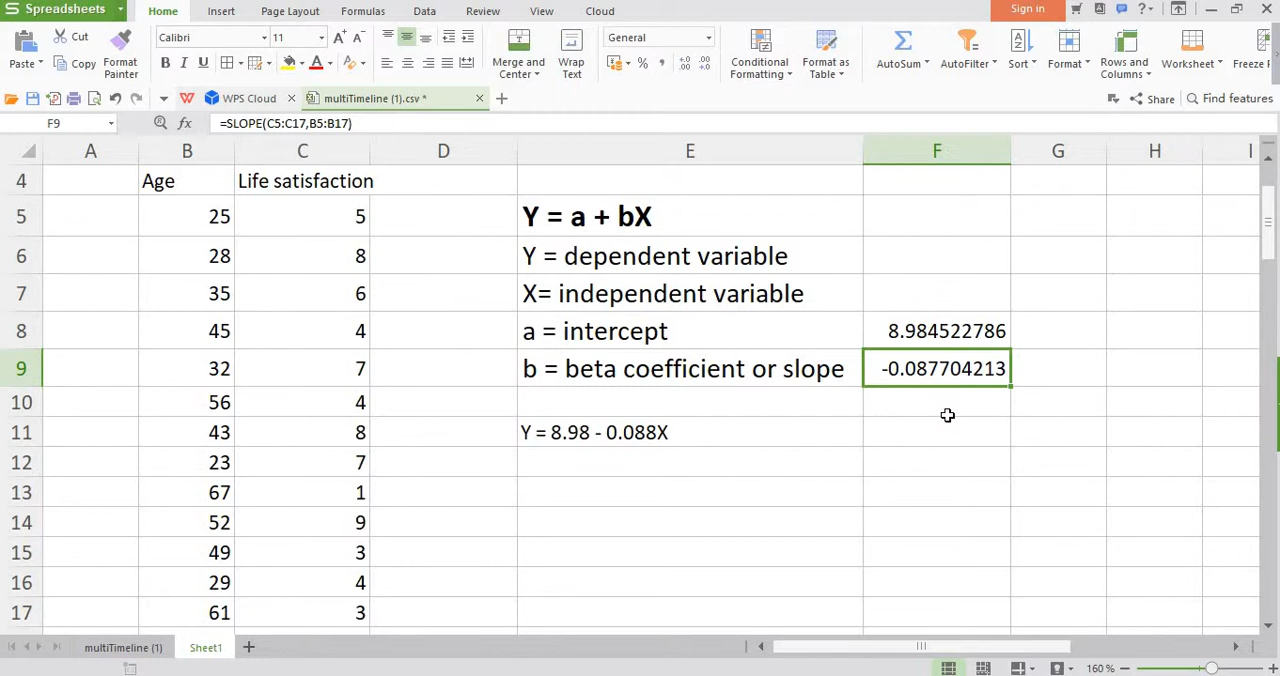 S Spreadsheets
Home Insert Page Layout Formulas Data Review View Cloud Sign in
Paste Cut Copy Format Painter
Calibri 11
B I U A
Merge and Center Wrap Text
General
% .00
Conditional Formatting Format as Table
AutoSum AutoFilter Sort Format Rows and Columns Worksheet Freeze
WPS Cloud multiTimeline (1).csv * Share Find features
F9 fx =SLOPE(C5:C17,B5:B17)
A B C D E F G H I
4 Age Life satisfaction
5 25 5 Y = a + bX
6 28 8 Y = dependent variable
7 35 6 X= independent variable
8 45 4 a = intercept 8.984522786
9 32 7 b = beta coefficient or slope -0.087704213
10 56 4
11 43 8 Y = 8.98 - 0.088X
12 23 7
13 67 1
14 52 9
15 49 3
16 29 4
17 61 3
multiTimeline (1) Sheet1
160 %